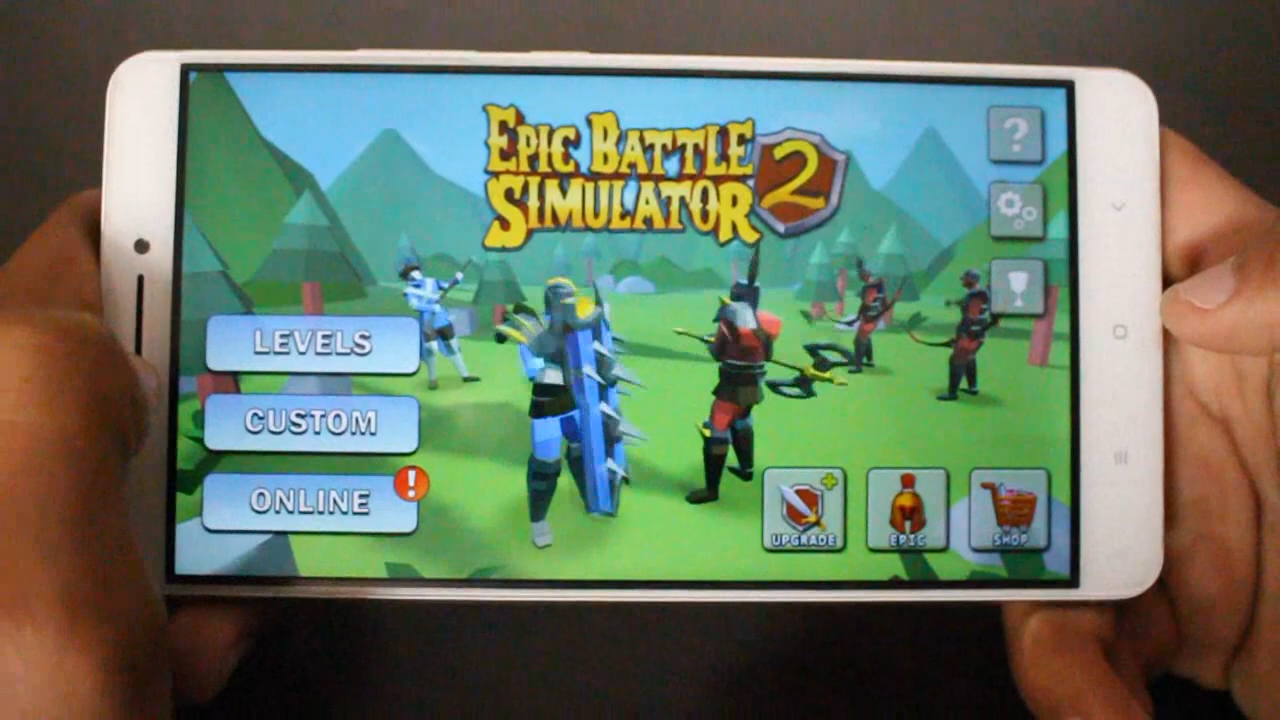 EPIC BATTLE
SIMULATOR 2
?
LEVELS
CUSTOM
ONLINE !
UPGRADE
EPIC
SHOP